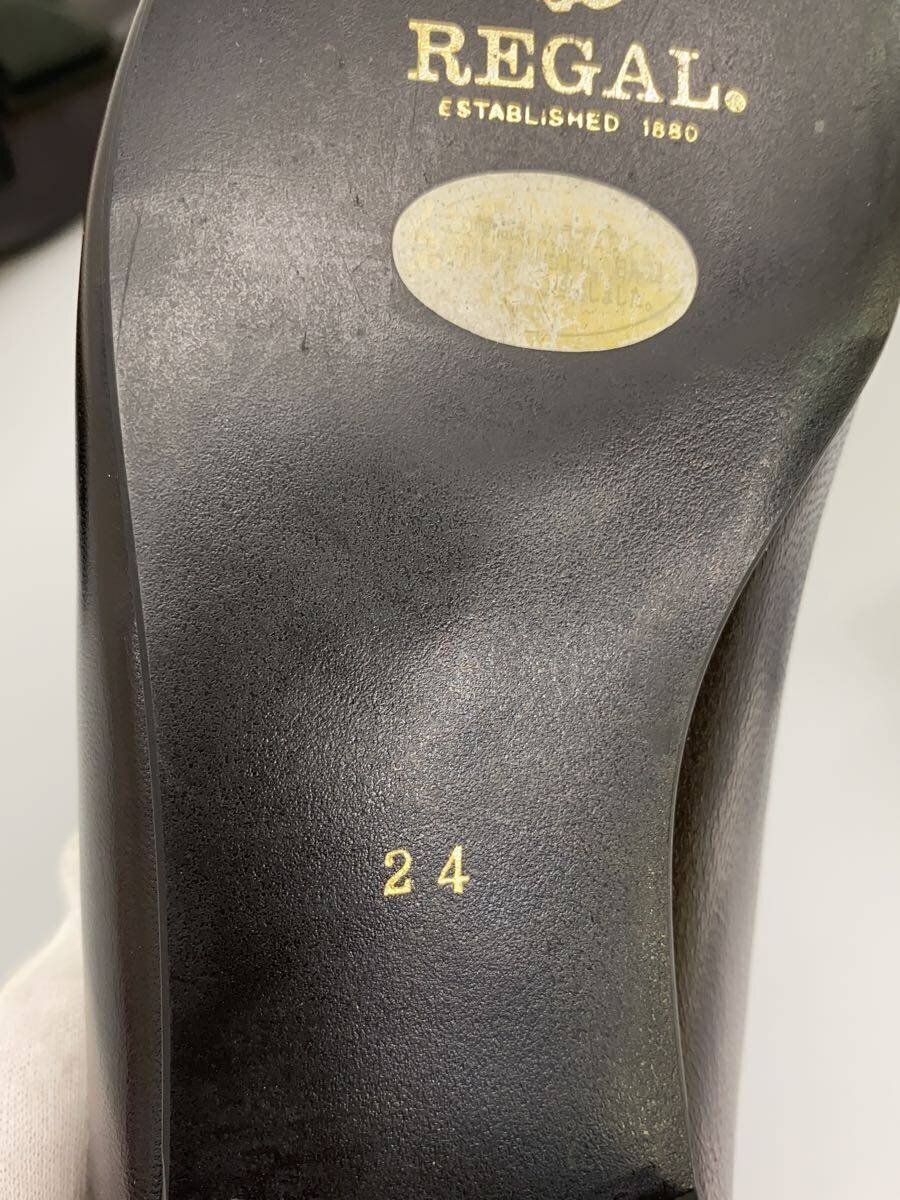 REGAL.
ESTABLISHED 1880
24